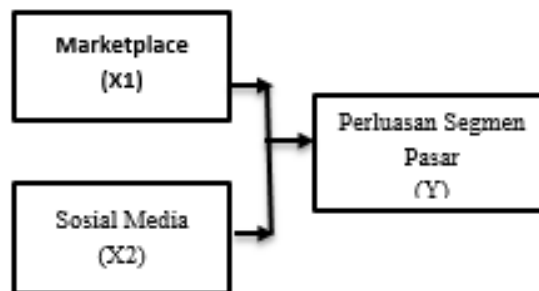 Marketplace
(X1)
Perluasan Segmen
Pasar
(Y)
Sosial Media
(X2)